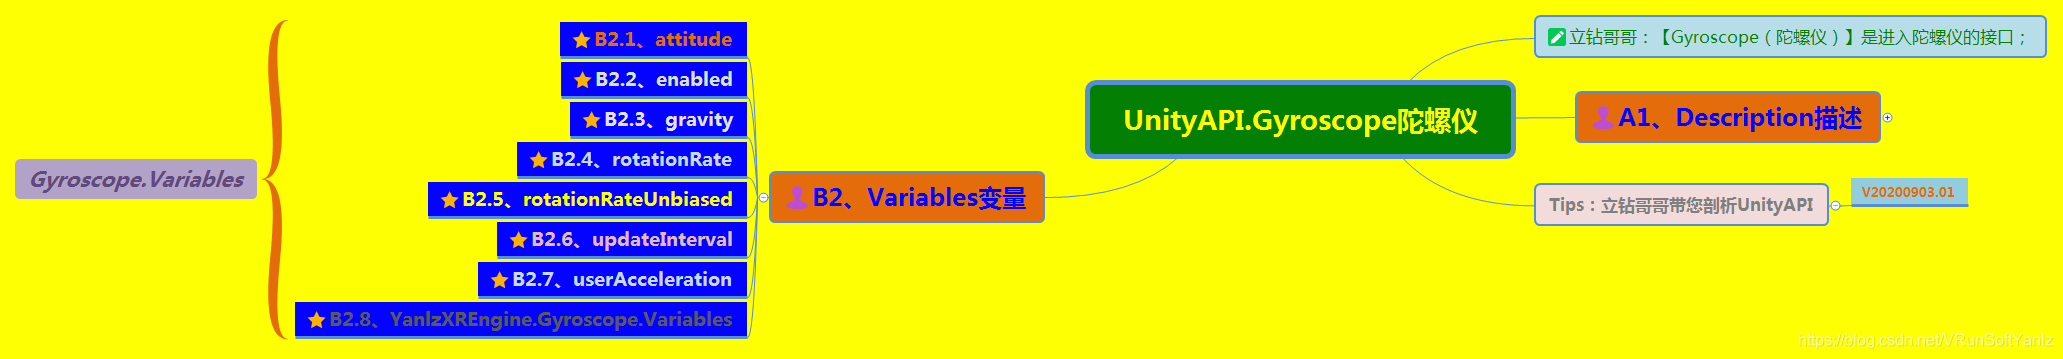 UnityAPI.Gyroscope陀螺仪
立钻哥哥：【Gyroscope（陀螺仪）】是进入陀螺仪的接口；
A1、Description描述
Tips：立钻哥哥带您剖析UnityAPI
V20200903.01
B2、Variables变量
B2.1、attitude
B2.2、enabled
B2.3、gravity
B2.4、rotationRate
B2.5、rotationRateUnbiased
B2.6、updateInterval
B2.7、userAcceleration
B2.8、YanlzXREngine.Gyroscope.Variables
Gyroscope.Variables
https://blog.csdn.net/VRunSoftYanlz